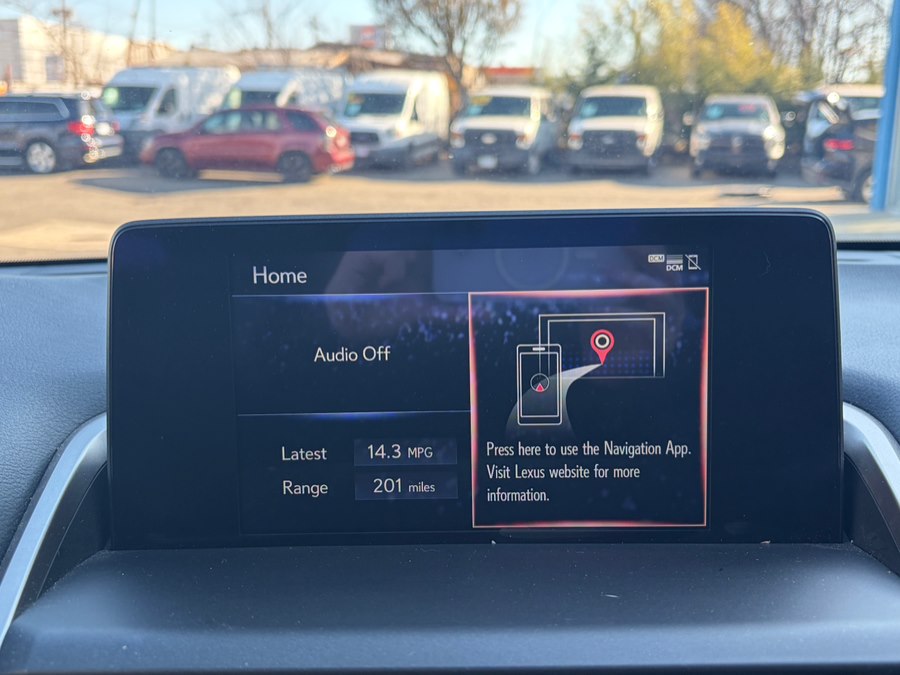 Home
DCM
DCM
Audio Off
Latest 14.3 MPG
Range 201 miles
Press here to use the Navigation App.
Visit Lexus website for more
information.